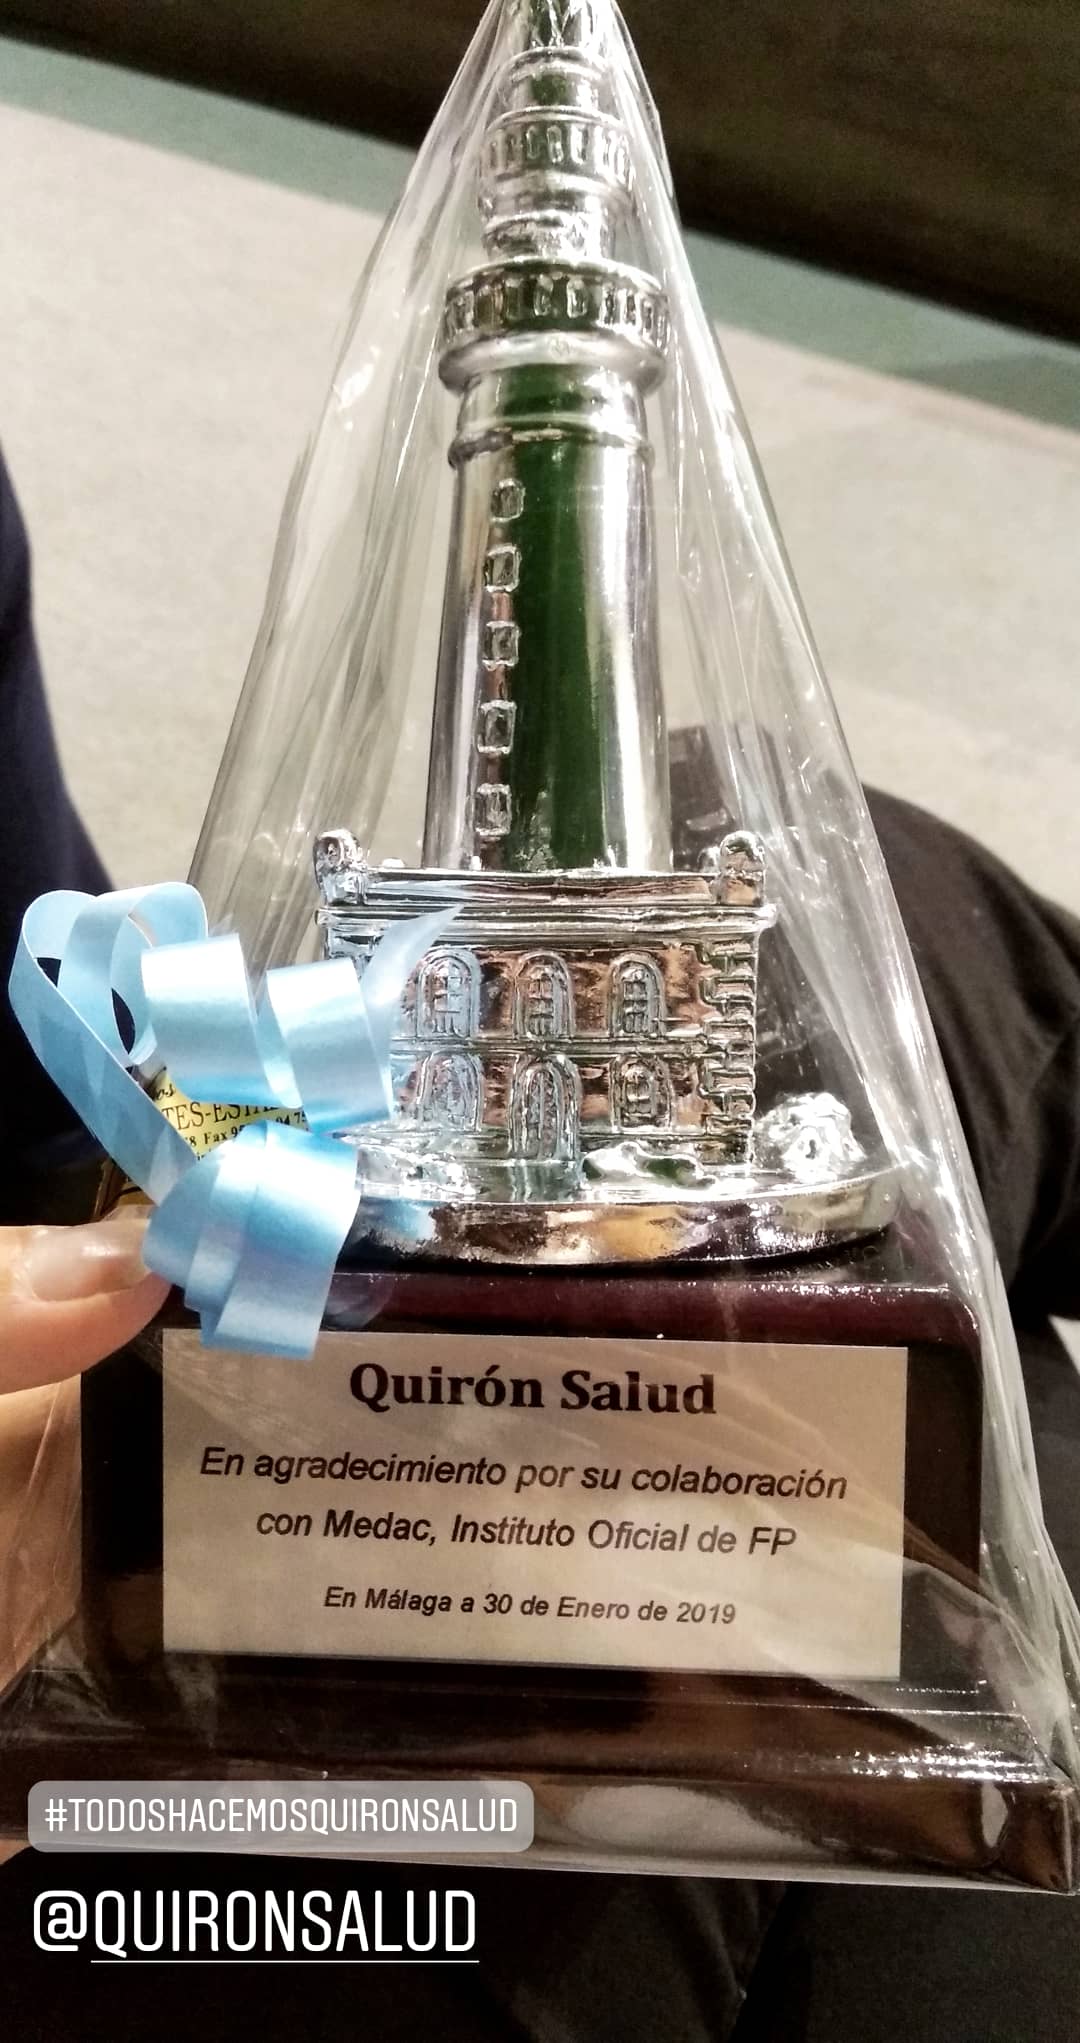 Quirón Salud
En agradecimiento por su colaboración
con Medac, Instituto Oficial de FP
En Málaga a 30 de Enero de 2019
#TODOSHACEMOSQUIRONSALUD
@QUIRONSALUD